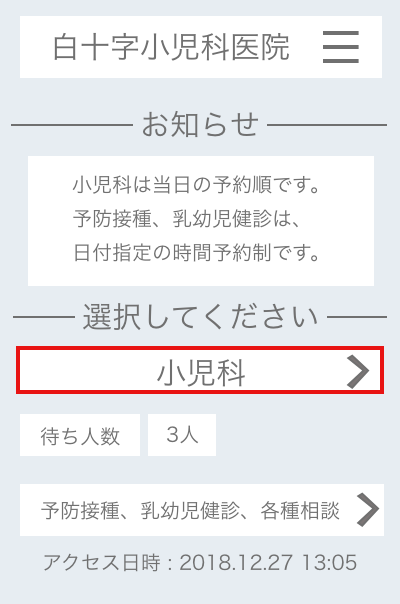 白十字小児科医院
お知らせ
小児科は当日の予約順です。
予防接種、乳幼児健診は、
日付指定の時間予約制です。
選択してください
小児科
待ち人数 3人
予防接種、乳幼児健診、各種相談
アクセス日時 : 2018.12.27 13:05